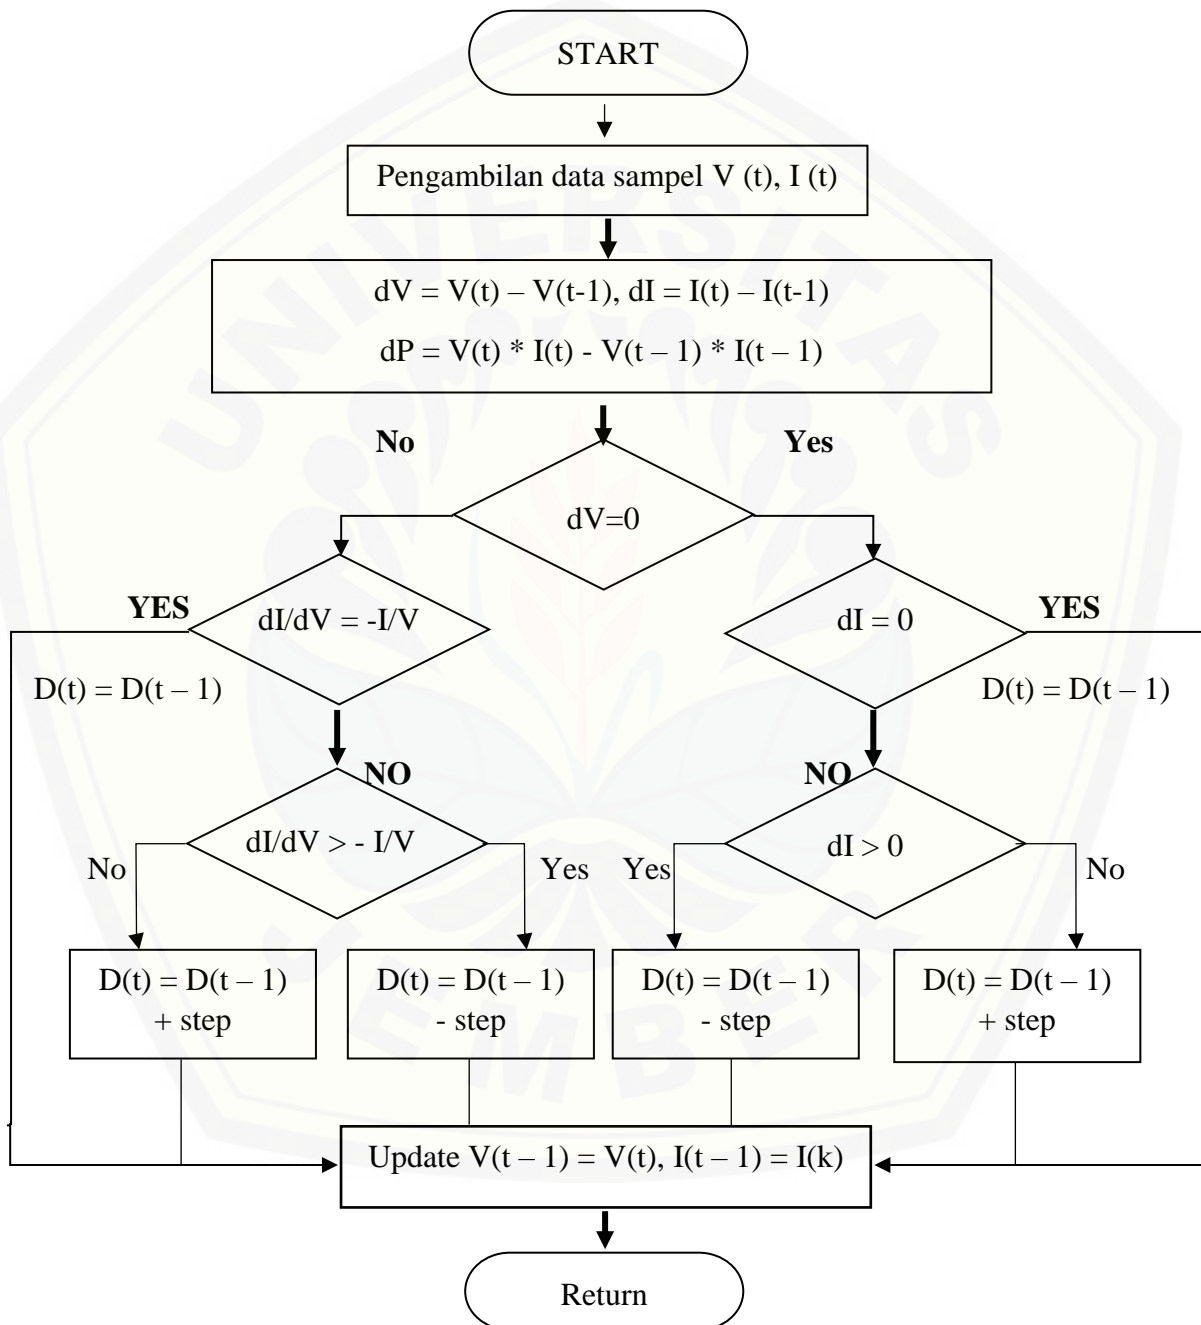 START
Pengambilan data sampel V (t), I (t)
dV = V(t) – V(t-1), dI = I(t) – I(t-1)
dP = V(t) * I(t) - V(t – 1) * I(t – 1)
No
Yes
dV=0
YES
dI/dV = -I/V
dI = 0
YES
D(t) = D(t – 1)
D(t) = D(t – 1)
NO
NO
dI/dV > - I/V
dI > 0
No
Yes
Yes
No
D(t) = D(t – 1)
+ step
D(t) = D(t – 1)
- step
D(t) = D(t – 1)
- step
D(t) = D(t – 1)
+ step
Update V(t – 1) = V(t), I(t – 1) = I(k)
Return
UNIVERSITAS
JEMBER